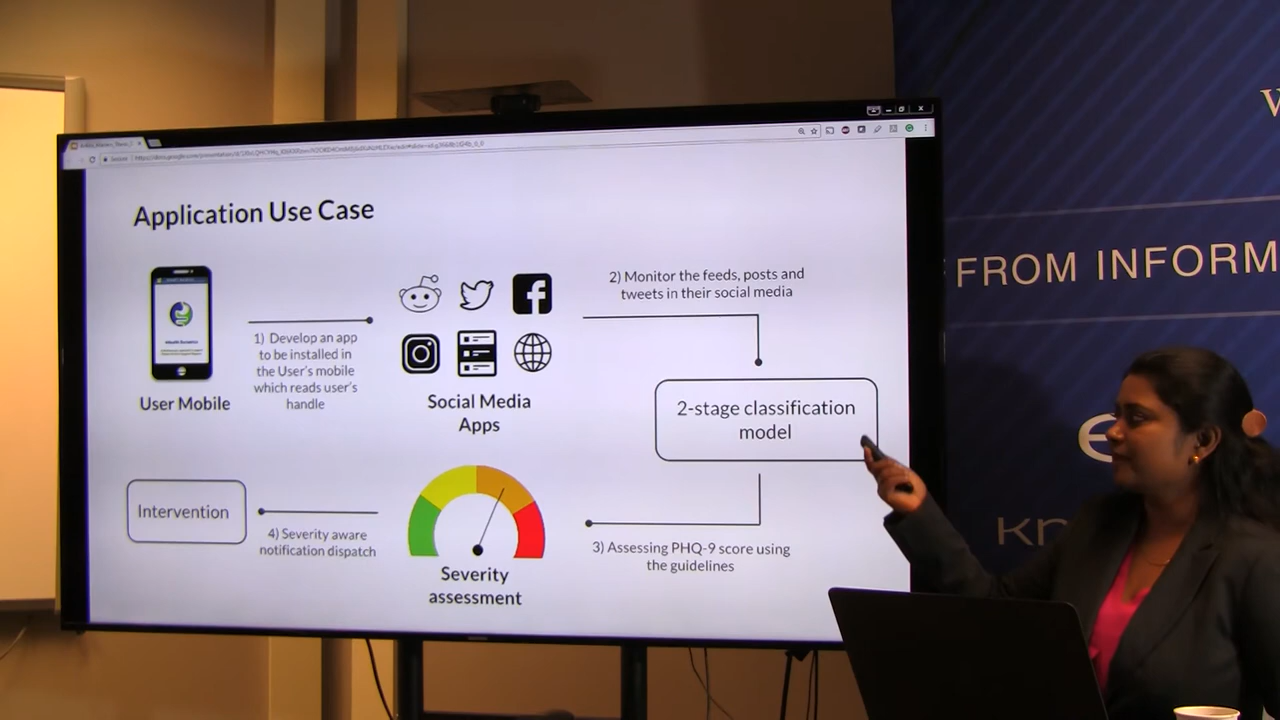 Application Use Case
1) Develop an app
to be installed in
the User's mobile
which reads user's
handle
User Mobile
Social Media
Apps
2) Monitor the feeds, posts and
tweets in their social media
2-stage classification
model
3) Assessing PHQ-9 score using
the guidelines
Severity
assessment
4) Severity aware
notification dispatch
Intervention
FROM INFORM